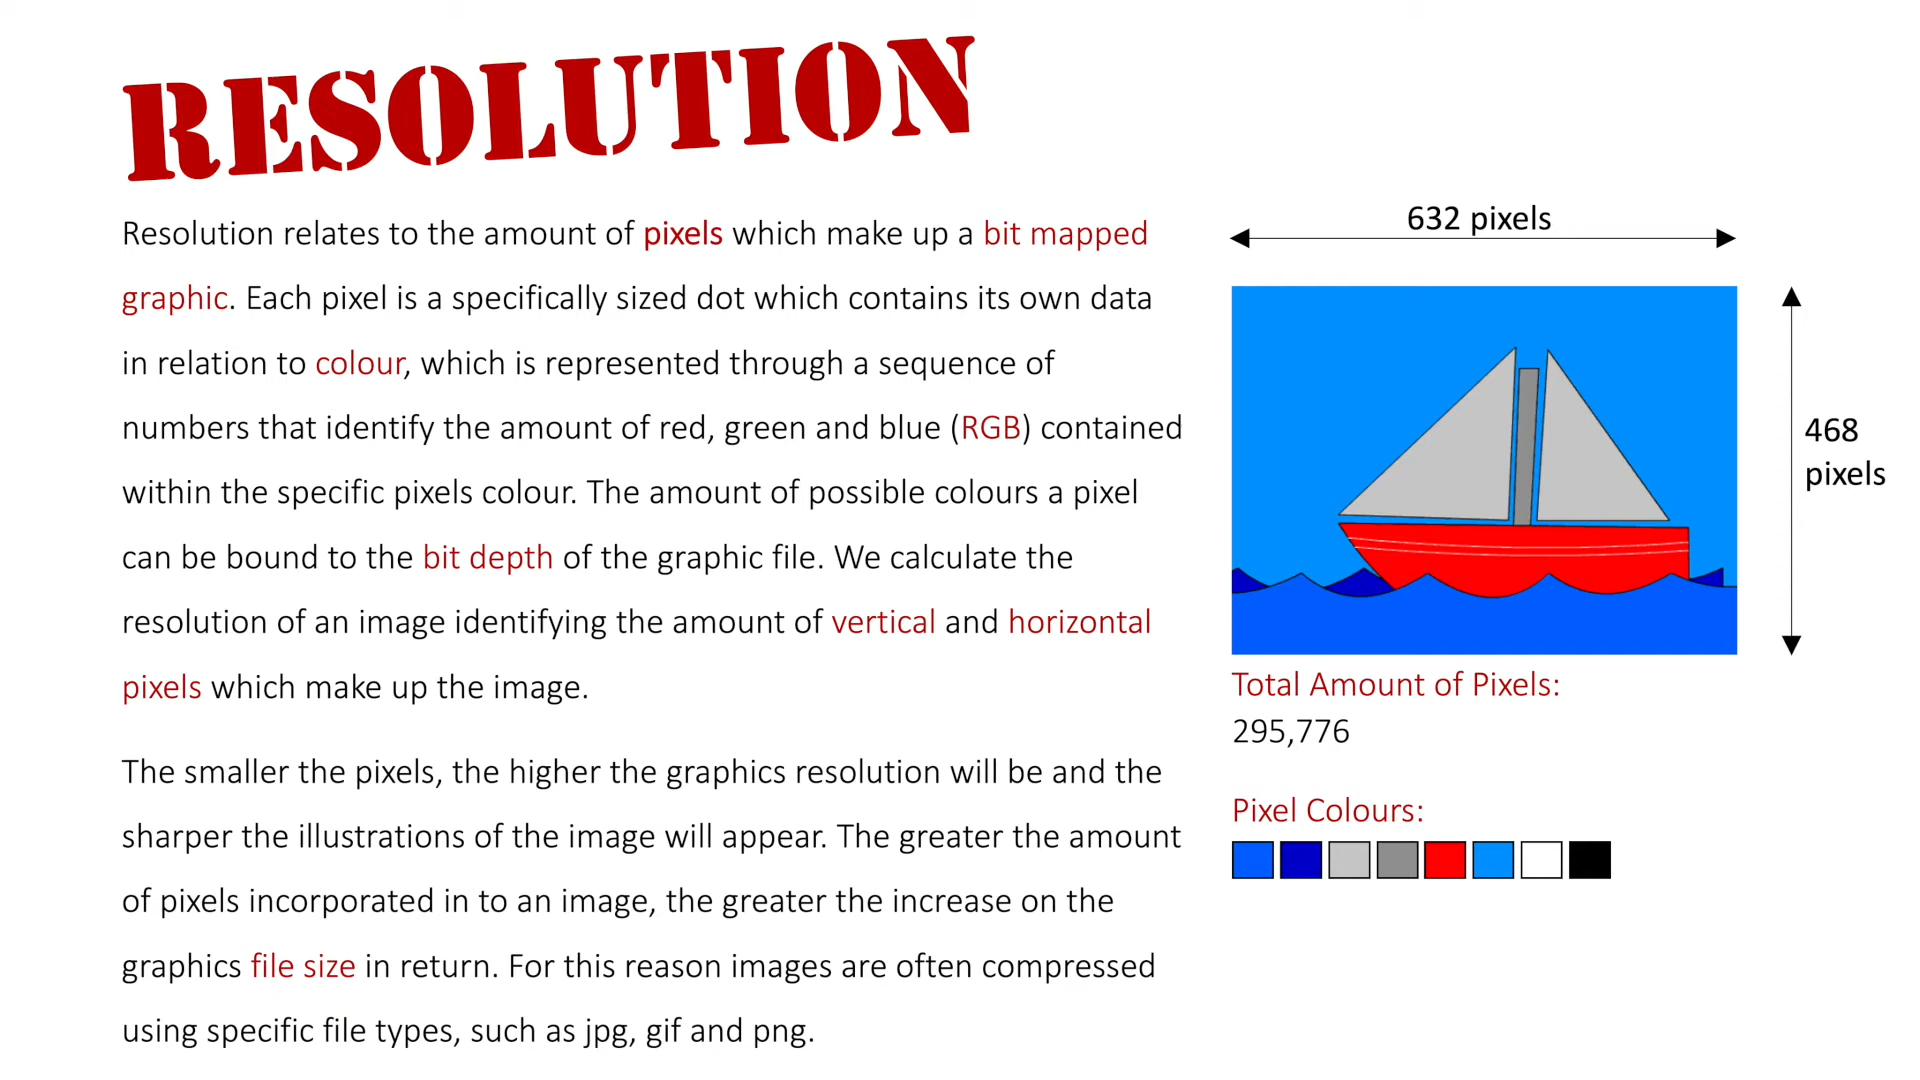 RESOLUTION
Resolution relates to the amount of pixels which make up a bit mapped
graphic. Each pixel is a specifically sized dot which contains its own data
in relation to colour, which is represented through a sequence of
numbers that identify the amount of red, green and blue (RGB) contained
within the specific pixels colour. The amount of possible colours a pixel
can be bound to the bit depth of the graphic file. We calculate the
resolution of an image identifying the amount of vertical and horizontal
pixels which make up the image.
The smaller the pixels, the higher the graphics resolution will be and the
sharper the illustrations of the image will appear. The greater the amount
of pixels incorporated in to an image, the greater the increase on the
graphics file size in return. For this reason images are often compressed
using specific file types, such as jpg, gif and png.
632 pixels
468
pixels
Total Amount of Pixels:
295,776
Pixel Colours: